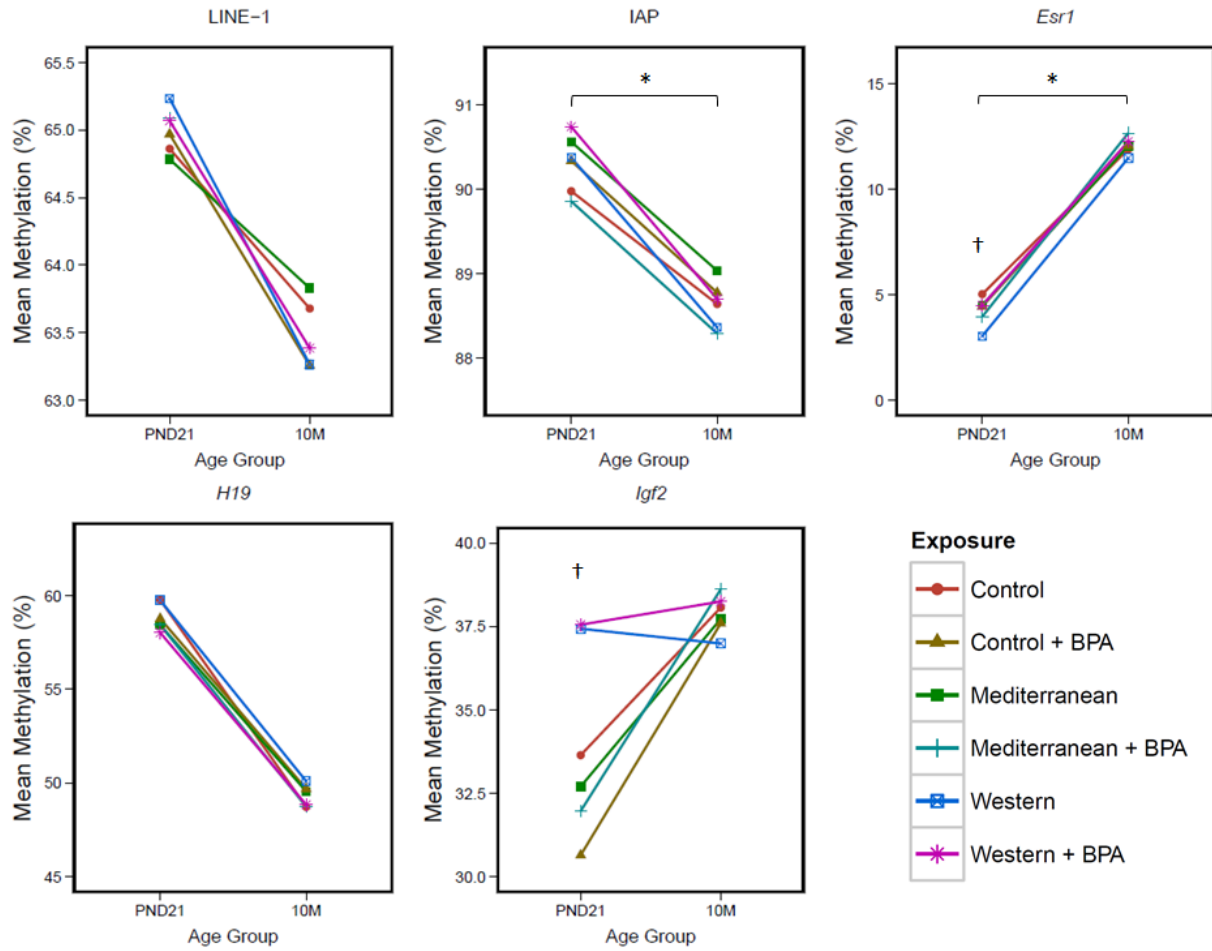 LINE−1
IAP
Esr1
Mean Methylation (%)
65.5
65.0
64.5
64.0
63.5
63.0
PND21
10M
Age Group
Mean Methylation (%)
91
90
89
88
*
PND21
10M
Age Group
Mean Methylation (%)
15
10
5
0
*
†
PND21
10M
Age Group
H19
Igf2
Mean Methylation (%)
60
55
50
45
PND21
10M
Age Group
Mean Methylation (%)
40.0
37.5
35.0
32.5
30.0
†
PND21
10M
Age Group
Exposure
Control
Control + BPA
Mediterranean
Mediterranean + BPA
Western
Western + BPA